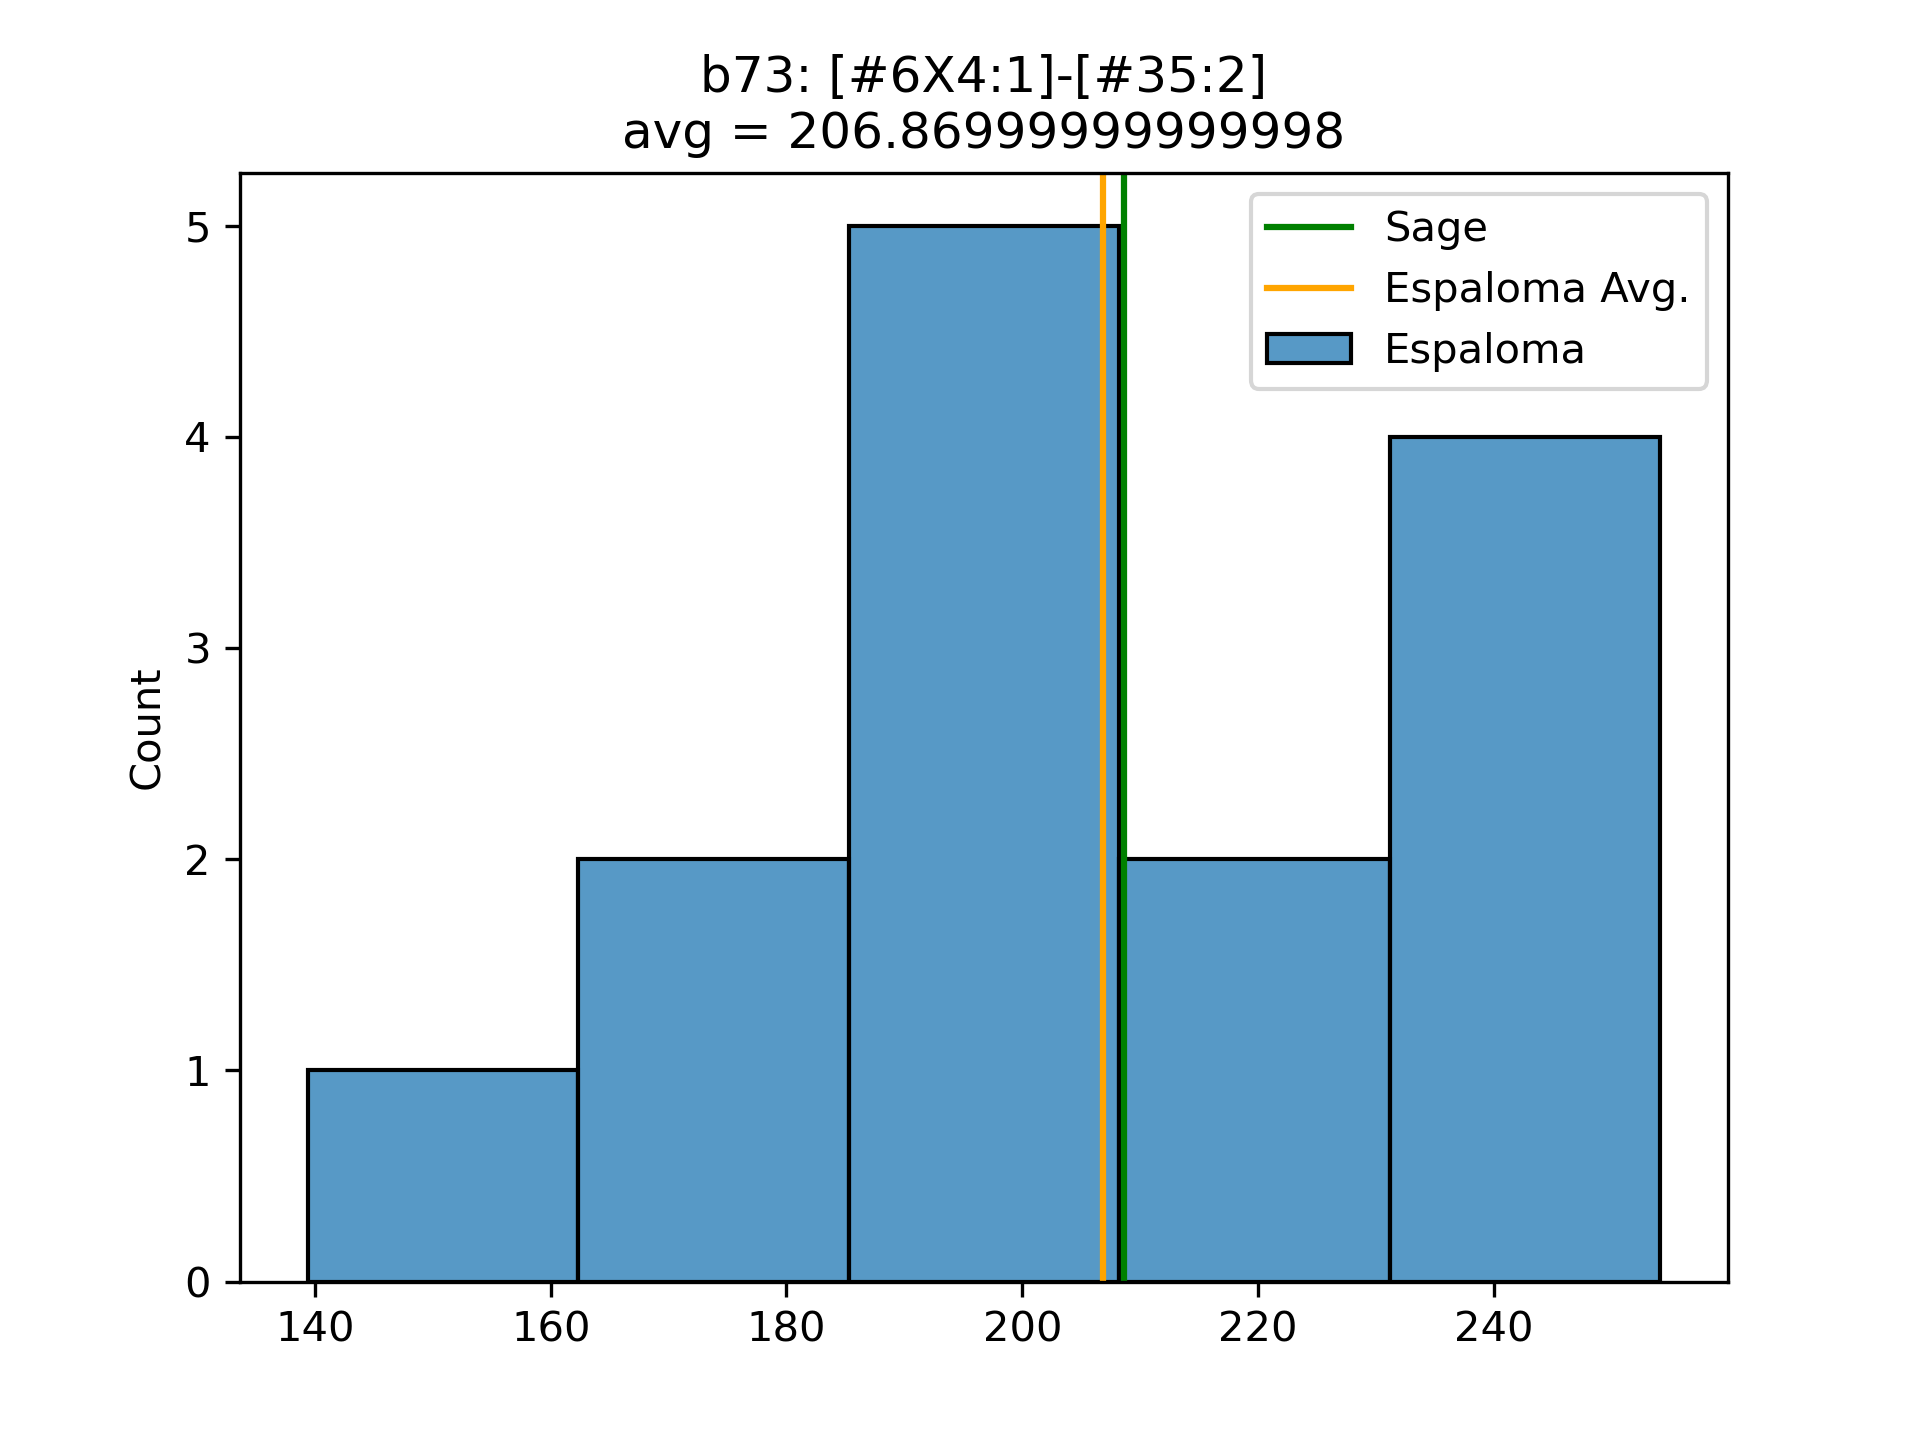 b73: [#6X4:1]-[#35:2]
avg = 206.86999999999998
Sage
Espaloma Avg.
Espaloma
5
4
3
2
1
0
Count
140 160 180 200 220 240